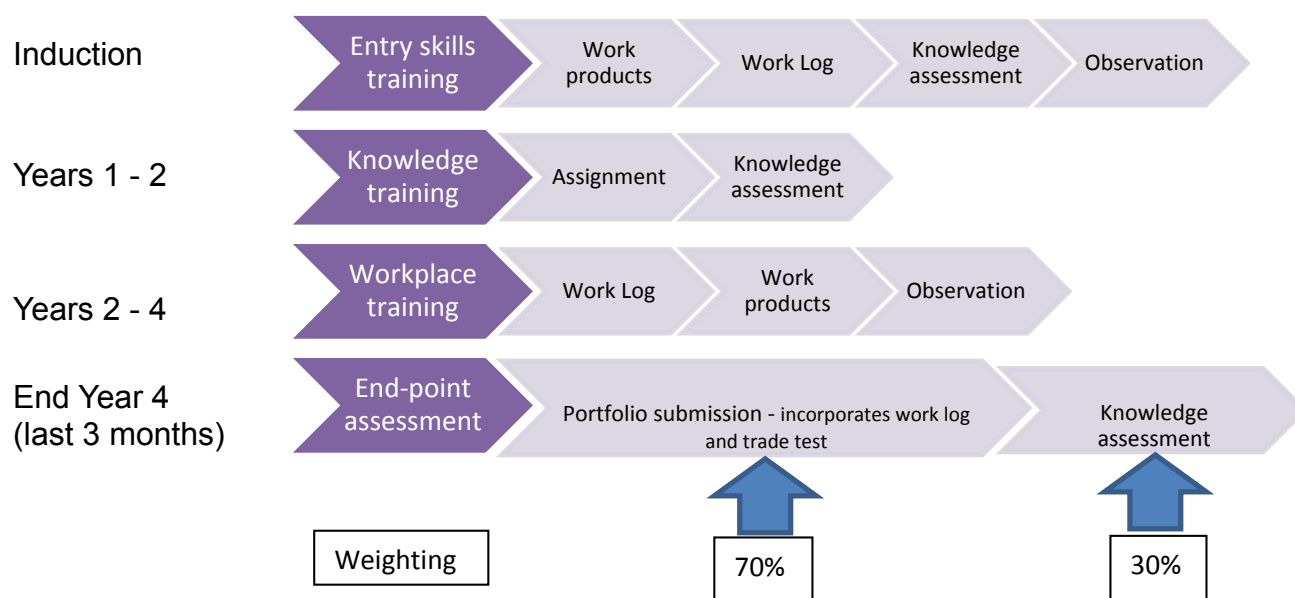 Induction
Entry skills
training
Work
products
Work Log
Knowledge
assessment
Observation
Years 1 - 2
Knowledge
training
Assignment
Knowledge
assessment
Years 2 - 4
Workplace
training
Work Log
Work
products
Observation
End Year 4
(last 3 months)
End-point
assessment
Portfolio submission - incorporates work log
and trade test
Knowledge
assessment
Weighting
70%
30%